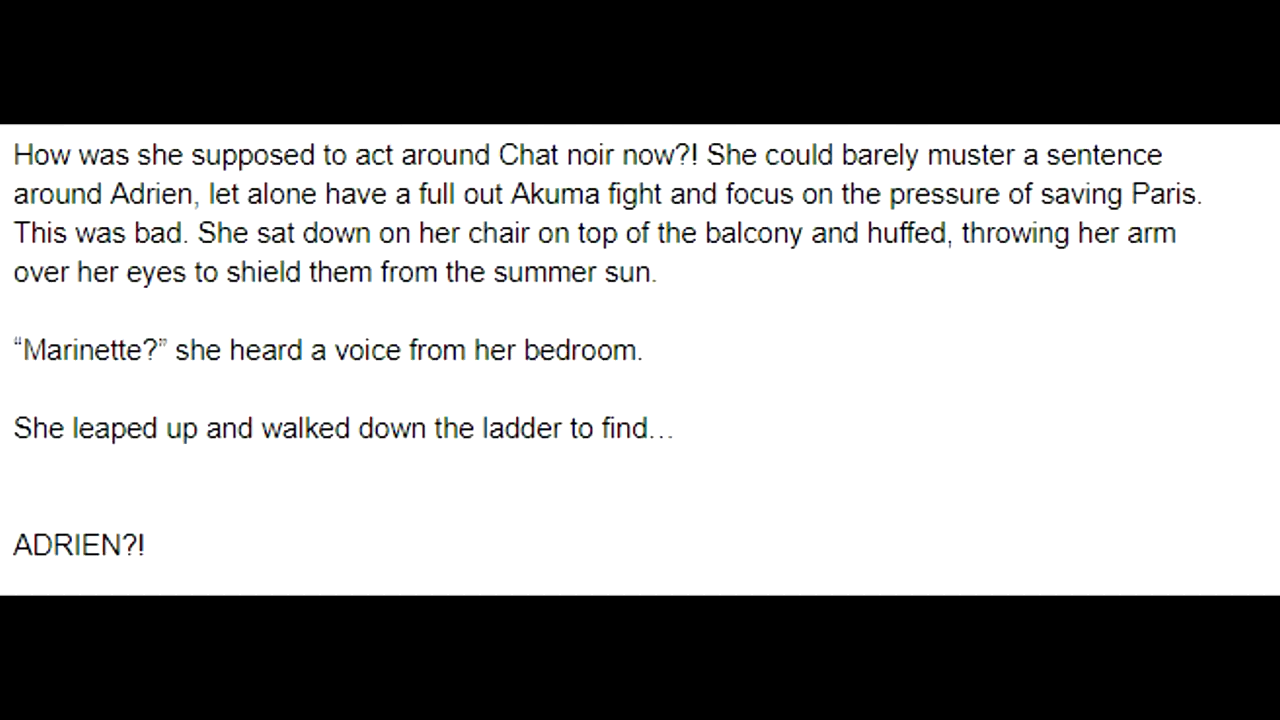 How was she supposed to act around Chat noir now?! She could barely muster a sentence
around Adrien, let alone have a full out Akuma fight and focus on the pressure of saving Paris.
This was bad. She sat down on her chair on top of the balcony and huffed, throwing her arm
over her eyes to shield them from the summer sun.
“Marinette?” she heard a voice from her bedroom.
She leaped up and walked down the ladder to find…
ADRIEN?!